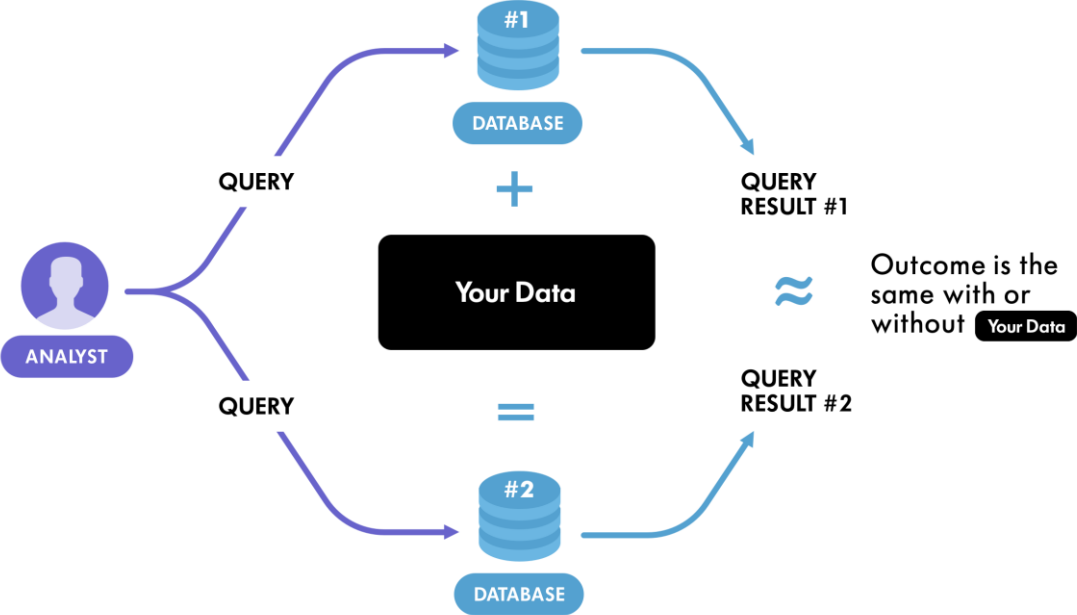 #1
DATABASE
+
QUERY
QUERY
RESULT #1
Your Data
≈
Outcome is the
same with or
without Your Data
ANALYST
QUERY
RESULT #2
QUERY
=
#2
DATABASE